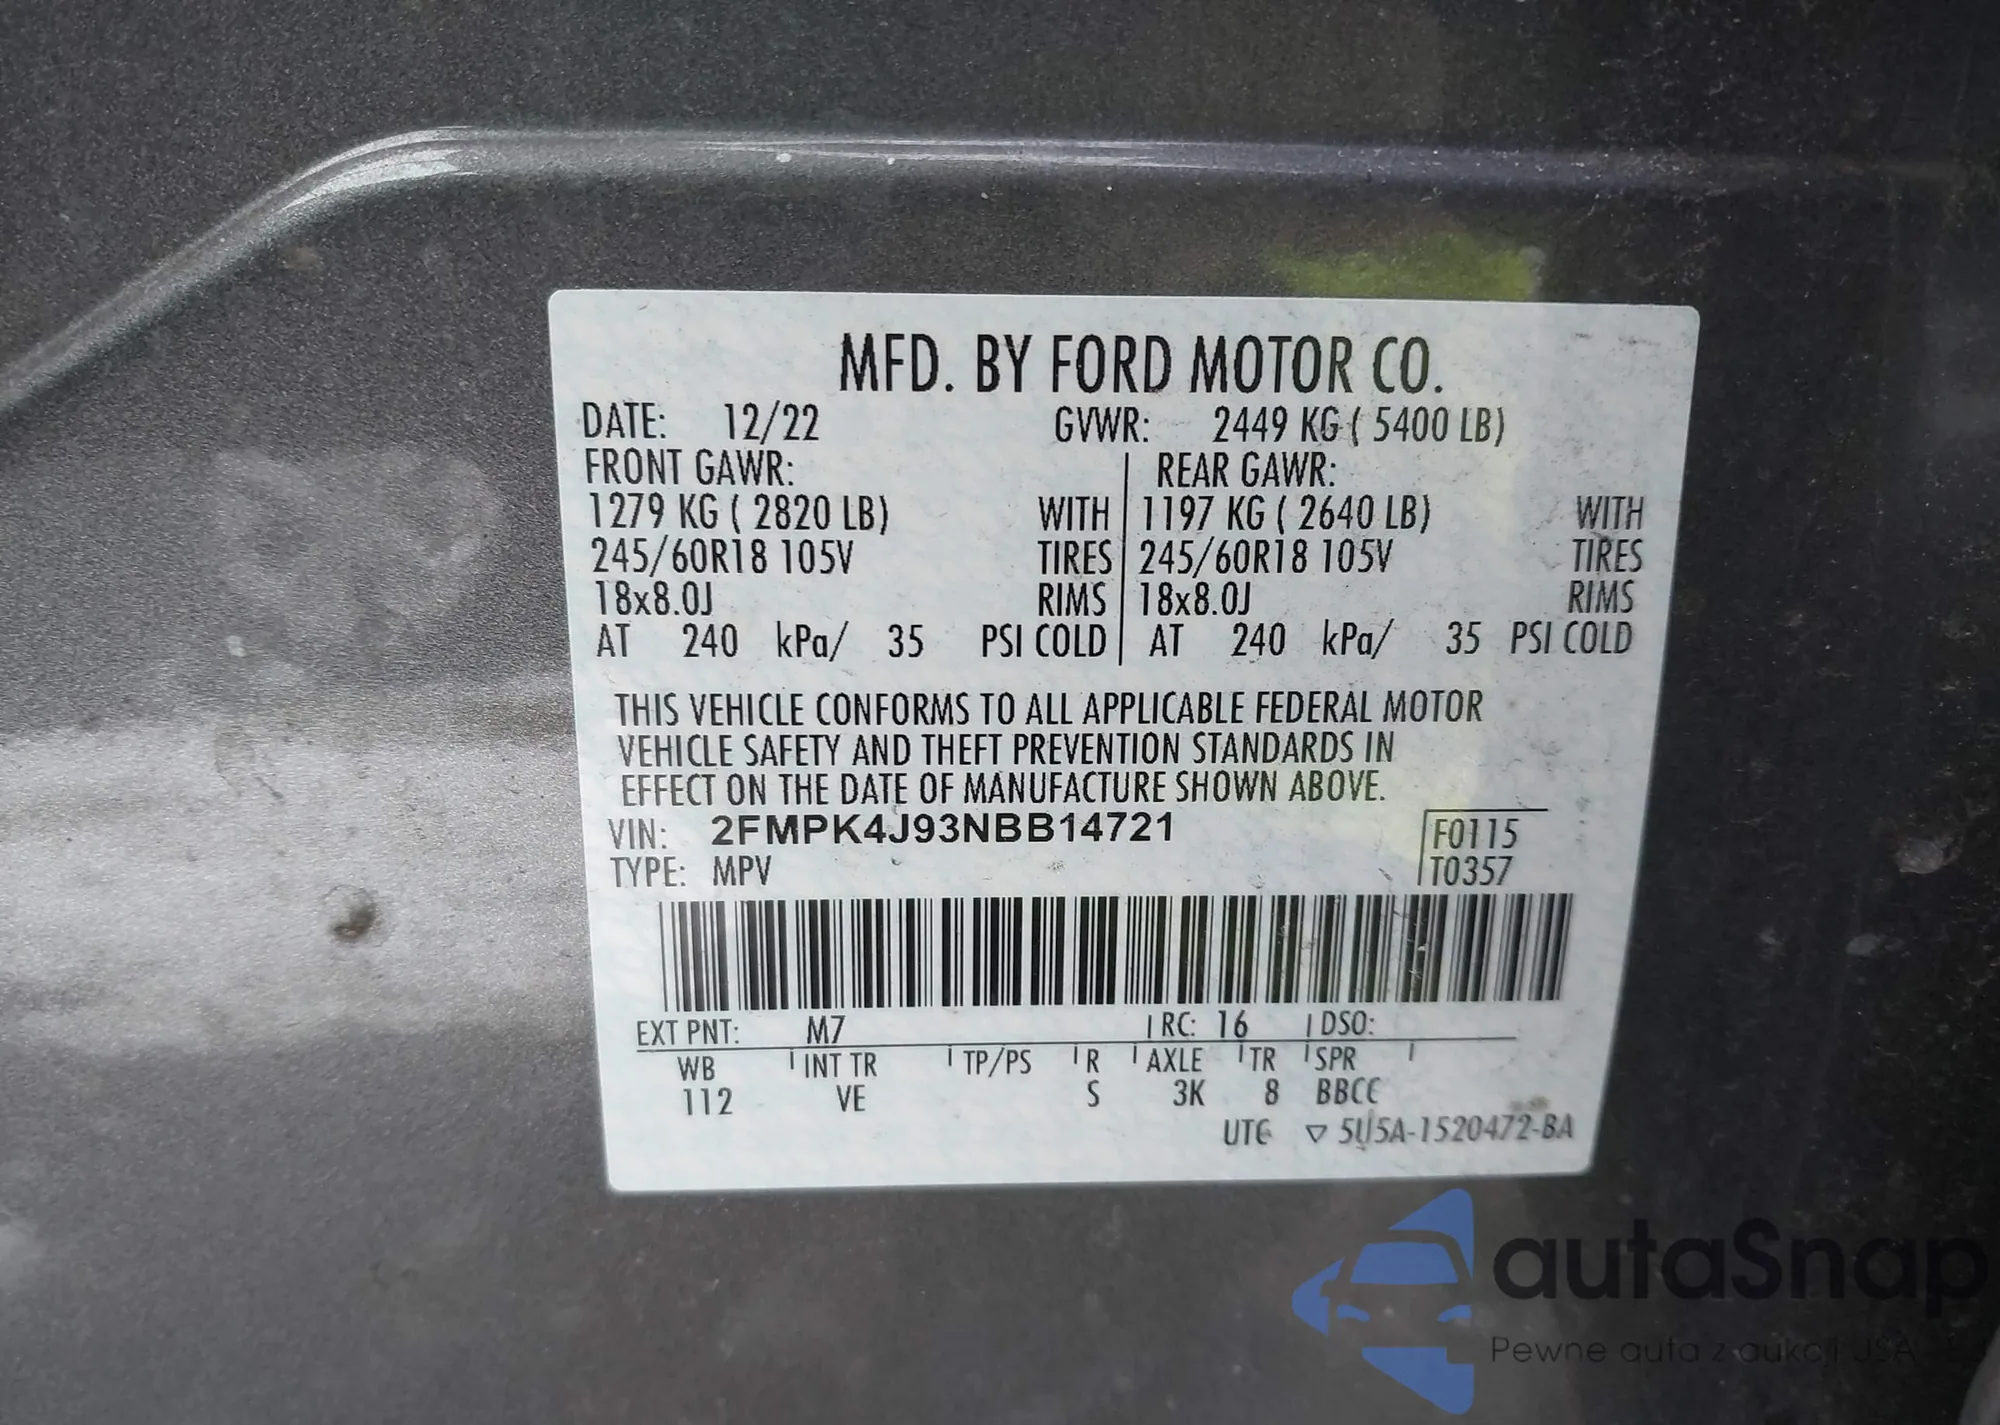 MFD. BY FORD MOTOR CO.
DATE: 12/22 GVWR: 2449 KG ( 5400 LB)
FRONT GAWR: REAR GAWR:
1279 KG ( 2820 LB) WITH 1197 KG ( 2640 LB) WITH
245/60R18 105V TIRES 245/60R18 105V TIRES
18x8.0J RIMS 18x8.0J RIMS
AT 240 kPa/ 35 PSI COLD AT 240 kPa/ 35 PSI COLD
THIS VEHICLE CONFORMS TO ALL APPLICABLE FEDERAL MOTOR
VEHICLE SAFETY AND THEFT PREVENTION STANDARDS IN
EFFECT ON THE DATE OF MANUFACTURE SHOWN ABOVE.
VIN: 2FMPK4J93NBB14721 F0115
TYPE: MPV T0357
EXT PNT: M7 RC: 16 DSO:
WB INT TR TP/PS R AXLE TR SPR
112 VE S 3K 8 BBCC
▽ 5U5A-1520472-BA
autaSnap
Pewne auta z aukcji USA